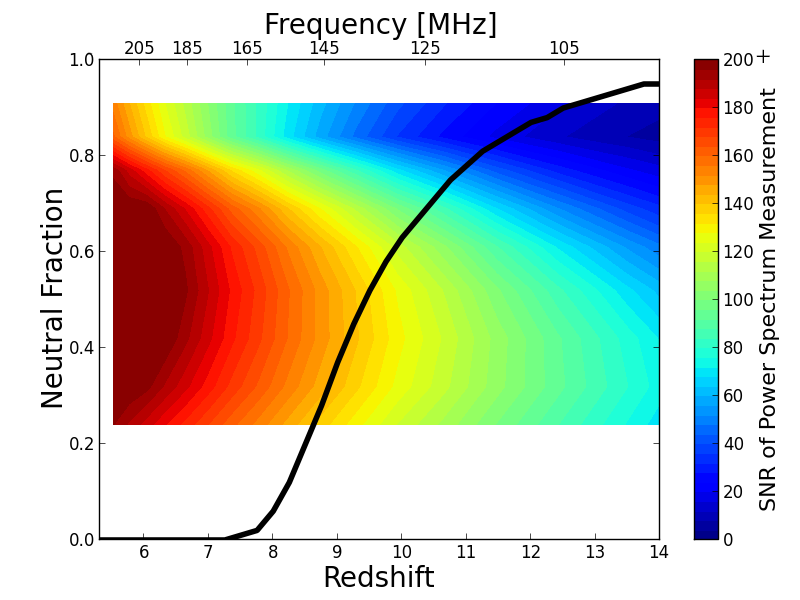 Frequency [MHz]
205 185 165 145 125 105
1.0
0.8
0.6
0.4
0.2
0.0
Neutral Fraction
6 7 8 9 10 11 12 13 14
Redshift
200+
180
160
140
120
100
80
60
40
20
0
SNR of Power Spectrum Measurement